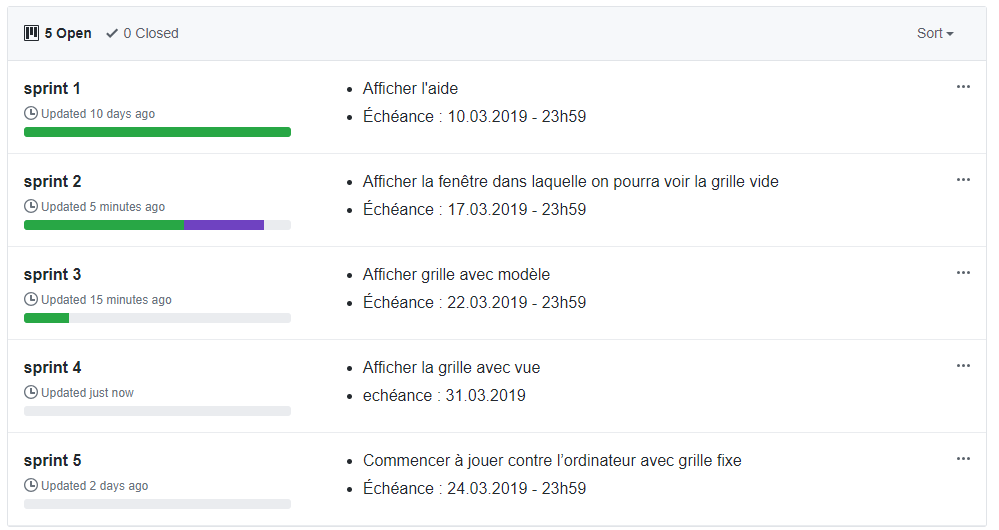 5 Open 0 Closed Sort
sprint 1
Updated 10 days ago
Afficher l'aide
Échéance : 10.03.2019 - 23h59
sprint 2
Updated 5 minutes ago
Afficher la fenêtre dans laquelle on pourra voir la grille vide
Échéance : 17.03.2019 - 23h59
sprint 3
Updated 15 minutes ago
Afficher grille avec modèle
Échéance : 22.03.2019 - 23h59
sprint 4
Updated just now
Afficher la grille avec vue
echéance : 31.03.2019
sprint 5
Updated 2 days ago
Commencer à jouer contre l’ordinateur avec grille fixe
Échéance : 24.03.2019 - 23h59